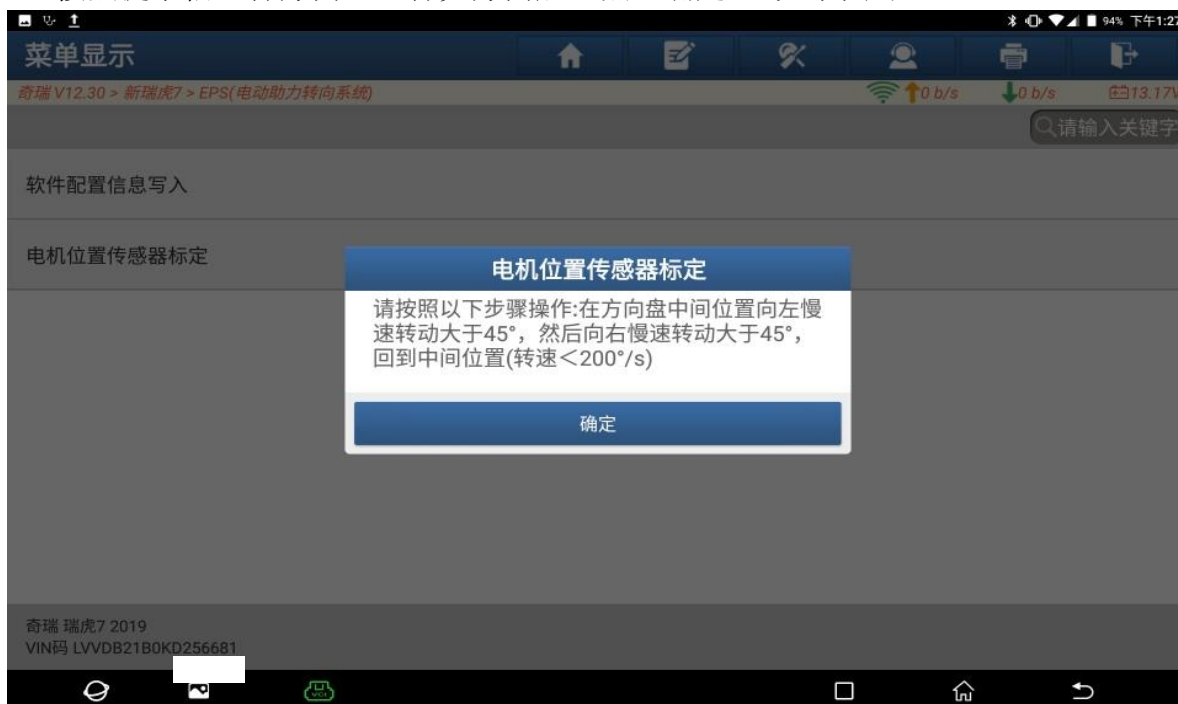 94% 下午1:27
菜单显示
奇瑞 V12.30 > 新瑞虎7 > EPS(电动助力转向系统)
0 b/s
0 b/s
13.17V
请输入关键字
软件配置信息写入
电机位置传感器标定
电机位置传感器标定
请按照以下步骤操作:在方向盘中间位置向左慢
速转动大于45°，然后向右慢速转动大于45°，
回到中间位置(转速＜200°/s)
确定
奇瑞 瑞虎7 2019
VIN码 LVVDB21B0KD256681
VCI